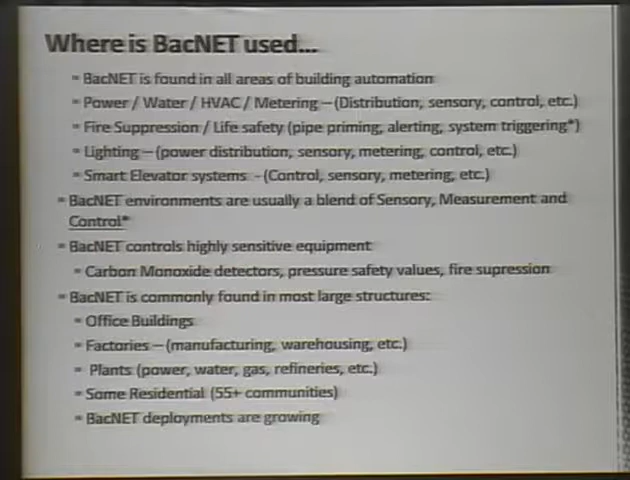 Where is BacNET used...
BacNET is found in all areas of building automation
Power / Water / HVAC / Metering – (Distribution, sensory, control, etc.)
Fire Suppression / Life safety (pipe priming, alerting, system triggering*)
Lighting – (power distribution, sensory, metering, control, etc.)
Smart Elevator systems - (Control, sensory, metering, etc.)
BacNET environments are usually a blend of Sensory, Measurement and
Control*
BacNET controls highly sensitive equipment
Carbon Monoxide detectors, pressure safety values, fire supression
BacNET is commonly found in most large structures:
Office Buildings
Factories – (manufacturing, warehousing, etc.)
Plants (power, water, gas, refineries, etc.)
Some Residential (55+ communities)
BacNET deployments are growing